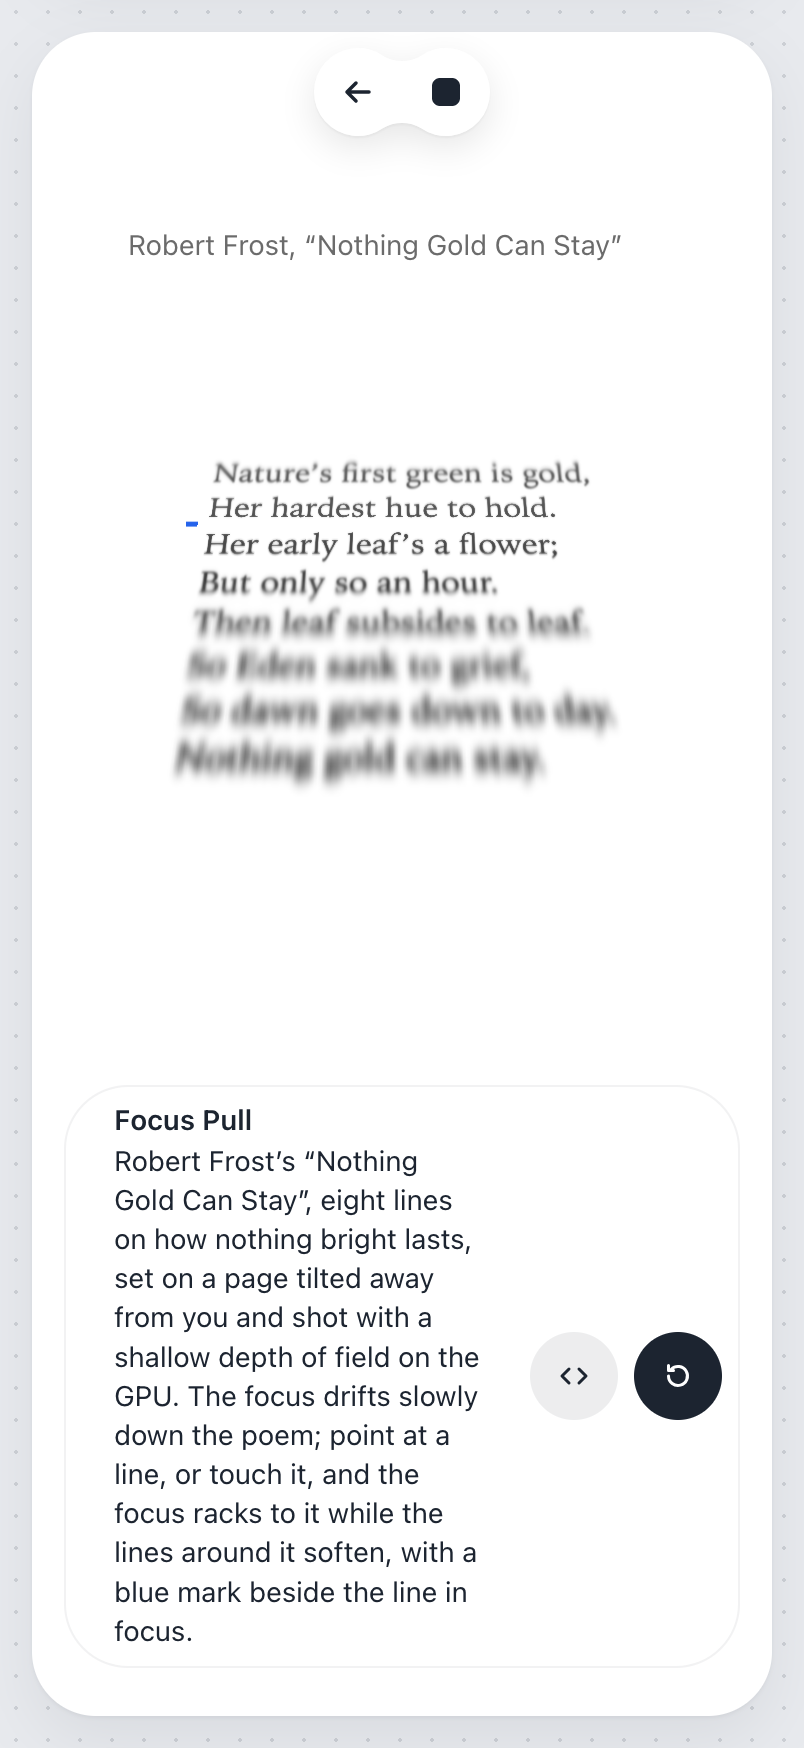 Robert Frost, “Nothing Gold Can Stay”
Nature’s first green is gold,
Her hardest hue to hold.
Her early leaf’s a flower;
But only so an hour.
Then leaf subsides to leaf.
So Eden sank to grief,
So dawn goes down to day.
Nothing gold can stay.
Focus Pull
Robert Frost’s “Nothing
Gold Can Stay”, eight lines
on how nothing bright lasts,
set on a page tilted away
from you and shot with a
shallow depth of field on the
GPU. The focus drifts slowly
down the poem; point at a
line, or touch it, and the
focus racks to it while the
lines around it soften, with a
blue mark beside the line in
focus.